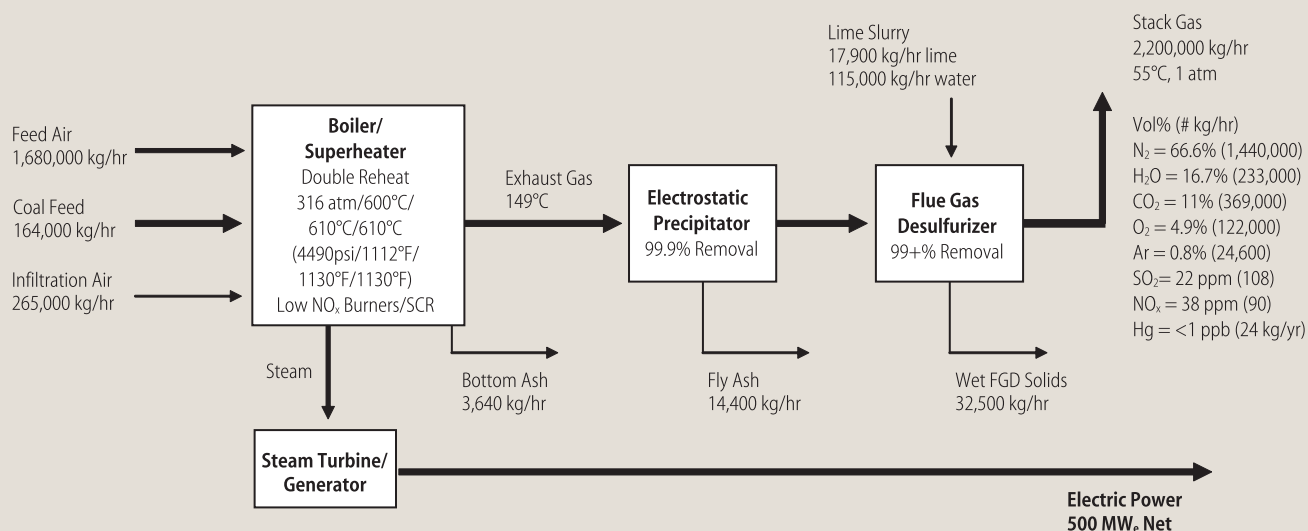 Feed Air
1,680,000 kg/hr
Coal Feed
164,000 kg/hr
Infiltration Air
265,000 kg/hr
Boiler/
Superheater
Double Reheat
316 atm/600°C/
610°C/610°C
(4490psi/1112°F/
1130°F/1130°F)
Low NOₓ Burners/SCR
Steam
Bottom Ash
3,640 kg/hr
Steam Turbine/
Generator
Exhaust Gas
149°C
Electrostatic
Precipitator
99.9% Removal
Fly Ash
14,400 kg/hr
Lime Slurry
17,900 kg/hr lime
115,000 kg/hr water
Flue Gas
Desulfurizer
99+% Removal
Wet FGD Solids
32,500 kg/hr
Stack Gas
2,200,000 kg/hr
55°C, 1 atm
Vol% (# kg/hr)
N₂ = 66.6% (1,440,000)
H₂O = 16.7% (233,000)
CO₂ = 11% (369,000)
O₂ = 4.9% (122,000)
Ar = 0.8% (24,600)
SO₂= 22 ppm (108)
NOₓ = 38 ppm (90)
Hg = <1 ppb (24 kg/yr)
Electric Power
500 MWₑ Net